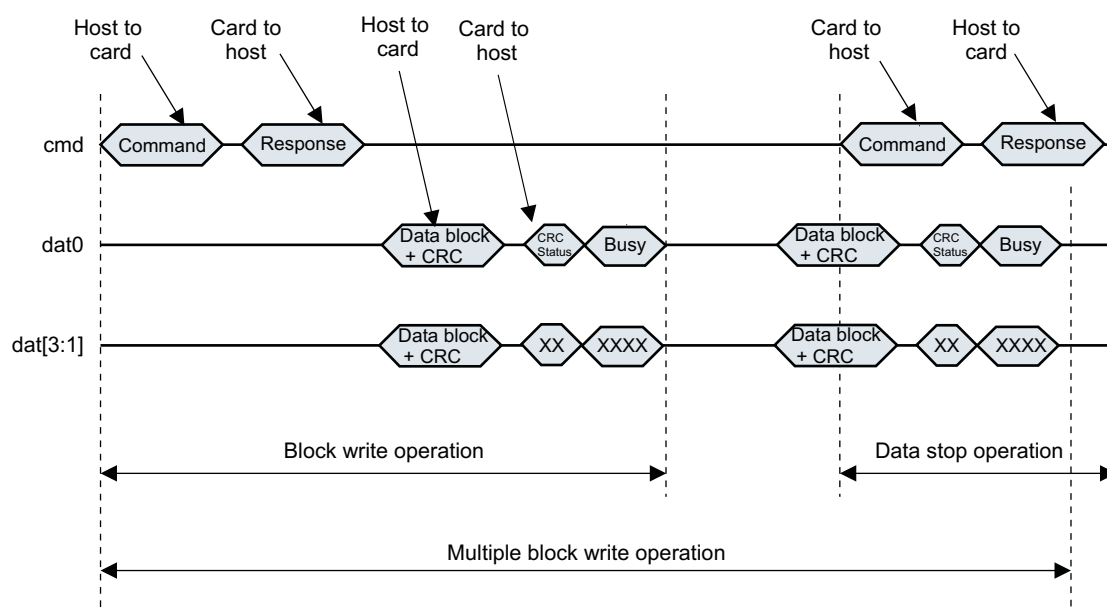 Host to
card
Card to
host
Host to
card
Card to
host
Card to
host
Host to
card
cmd
Command
Response
Command
Response
dat0
Data block
+ CRC
CRC
Status
Busy
Data block
+ CRC
CRC
Status
Busy
dat[3:1]
Data block
+ CRC
XX
XXXX
Data block
+ CRC
XX
XXXX
Block write operation
Data stop operation
Multiple block write operation